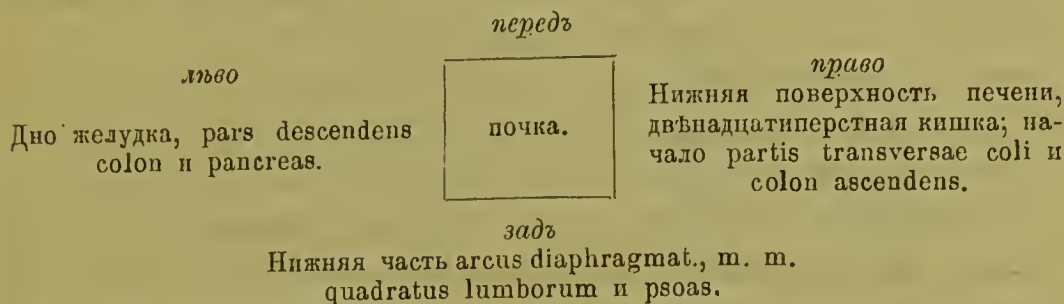 передъ
лѣво
Дно желудка, pars descendens
colon и pancreas.
почка.
право
Нижняя поверхность печени,
двѣнадцатиперстная кишка; на-
чало partis transversae coli и
colon ascendens.
задъ
Нижняя часть arcus diaphragmat., m. m.
quadratus lumborum и psoas.